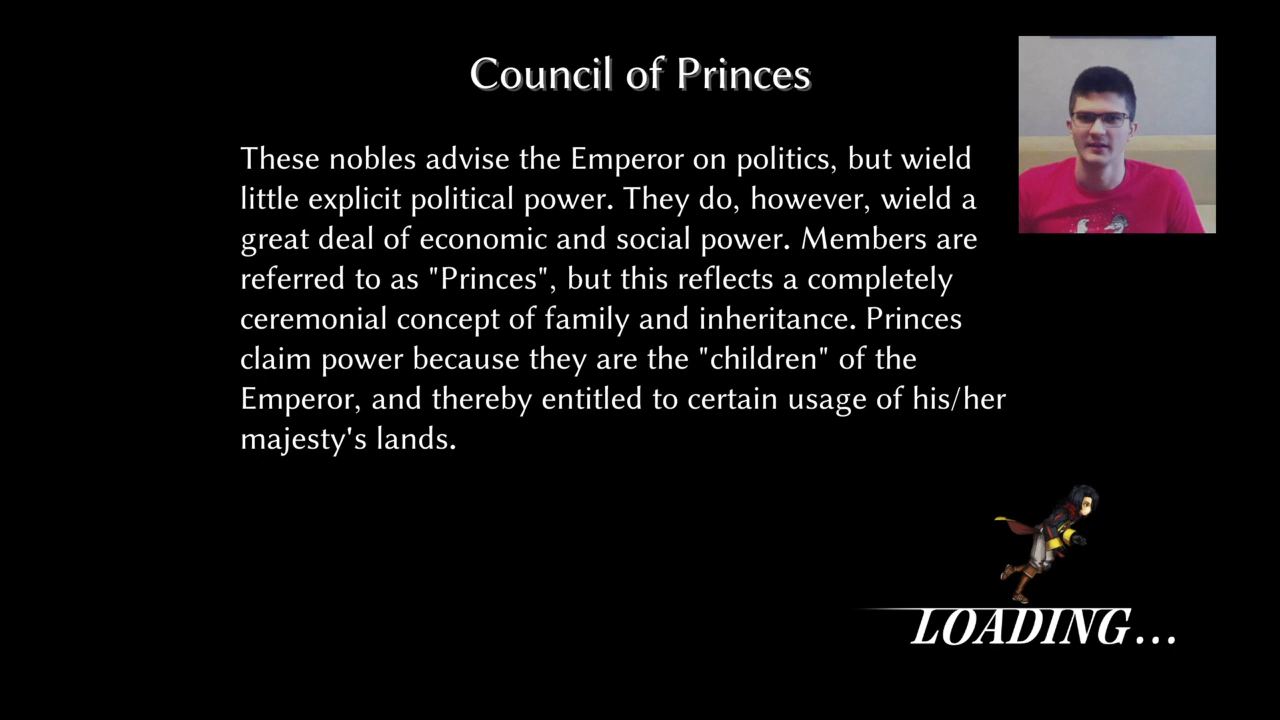 Council of Princes
These nobles advise the Emperor on politics, but wield
little explicit political power. They do, however, wield a
great deal of economic and social power. Members are
referred to as "Princes", but this reflects a completely
ceremonial concept of family and inheritance. Princes
claim power because they are the "children" of the
Emperor, and thereby entitled to certain usage of his/her
majesty's lands.
LOADING...